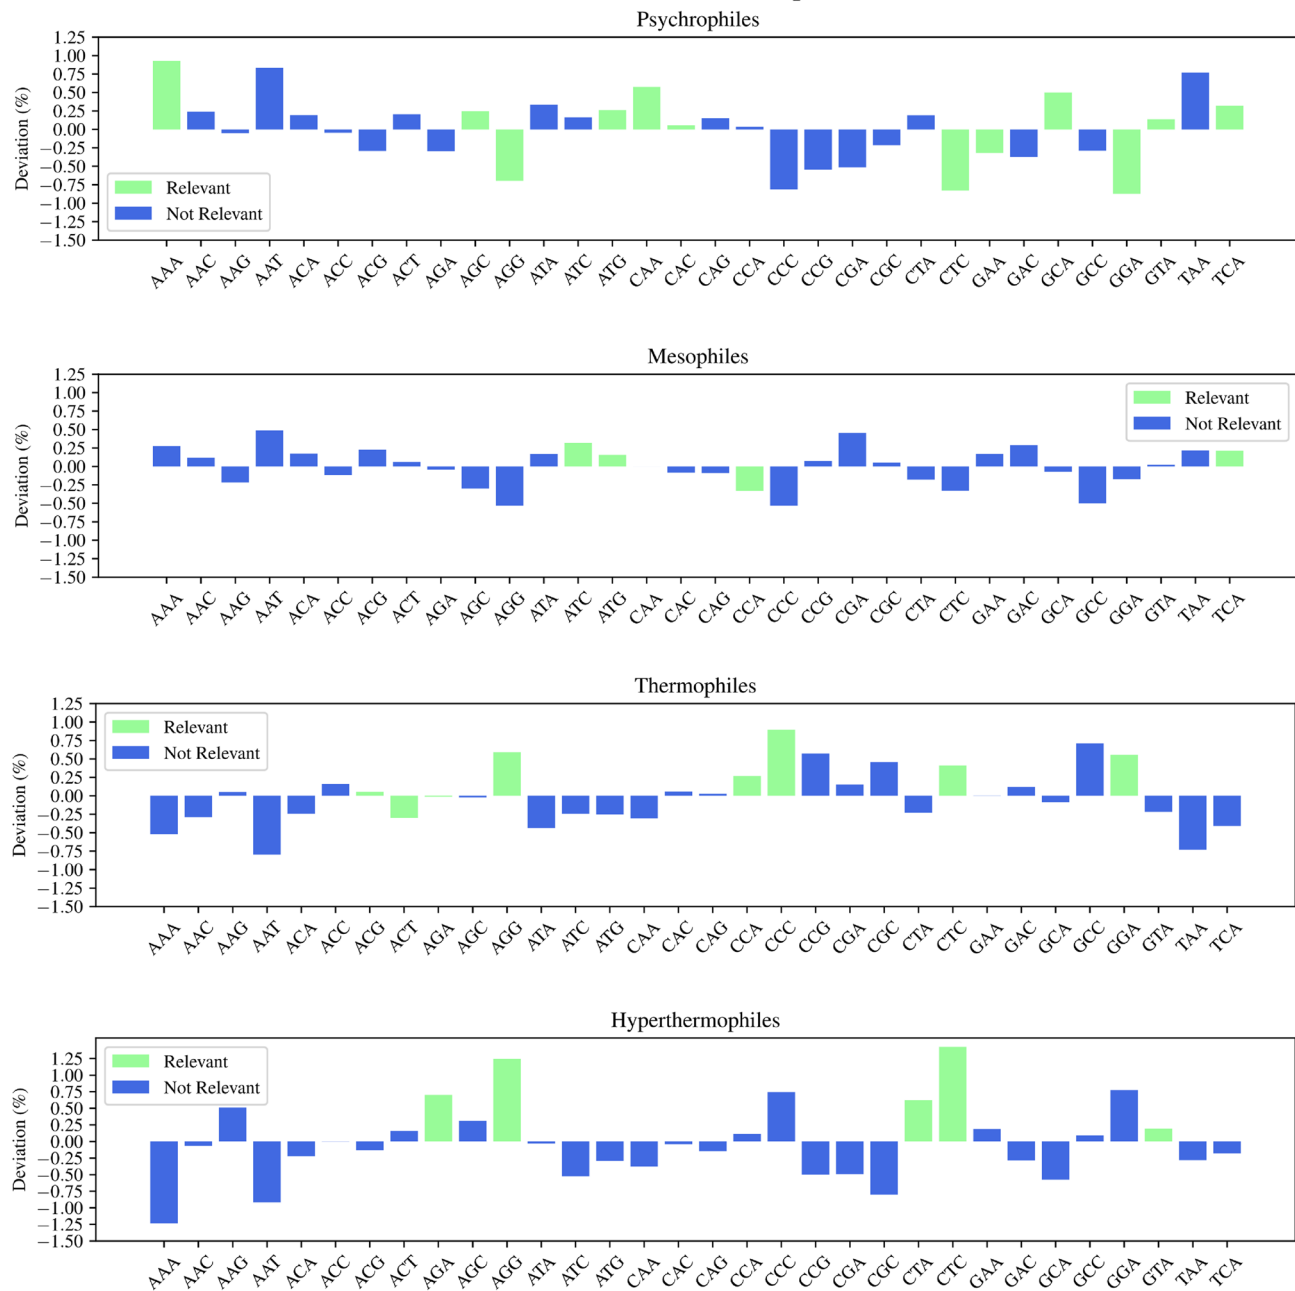 Psychrophiles
Deviation (%)
1.25
1.00
0.75
0.50
0.25
0.00
−0.25
−0.50
−0.75
−1.00
−1.25
−1.50
Relevant
Not Relevant
AAA AAC AAG AAT ACA ACC ACG ACT AGA AGC AGG ATA ATC ATG CAA CAC CAG CCA CCC CCG CGA CGC CTA CTC GAA GAC GCA GCC GGA GTA TAA TCA
Mesophiles
Deviation (%)
1.25
1.00
0.75
0.50
0.25
0.00
−0.25
−0.50
−0.75
−1.00
−1.25
−1.50
Relevant
Not Relevant
AAA AAC AAG AAT ACA ACC ACG ACT AGA AGC AGG ATA ATC ATG CAA CAC CAG CCA CCC CCG CGA CGC CTA CTC GAA GAC GCA GCC GGA GTA TAA TCA
Thermophiles
Deviation (%)
1.25
1.00
0.75
0.50
0.25
0.00
−0.25
−0.50
−0.75
−1.00
−1.25
−1.50
Relevant
Not Relevant
AAA AAC AAG AAT ACA ACC ACG ACT AGA AGC AGG ATA ATC ATG CAA CAC CAG CCA CCC CCG CGA CGC CTA CTC GAA GAC GCA GCC GGA GTA TAA TCA
Hyperthermophiles
Deviation (%)
1.25
1.00
0.75
0.50
0.25
0.00
−0.25
−0.50
−0.75
−1.00
−1.25
−1.50
Relevant
Not Relevant
AAA AAC AAG AAT ACA ACC ACG ACT AGA AGC AGG ATA ATC ATG CAA CAC CAG CCA CCC CCG CGA CGC CTA CTC GAA GAC GCA GCC GGA GTA TAA TCA